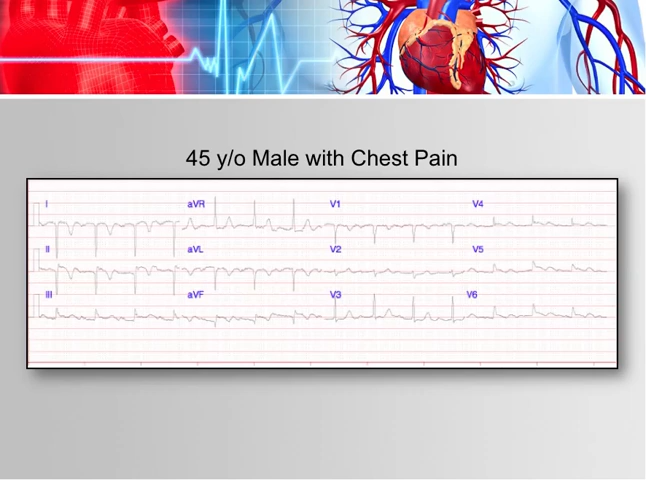 45 y/o Male with Chest Pain
I aVR V1 V4
II aVL V2 V5
III aVF V3 V6